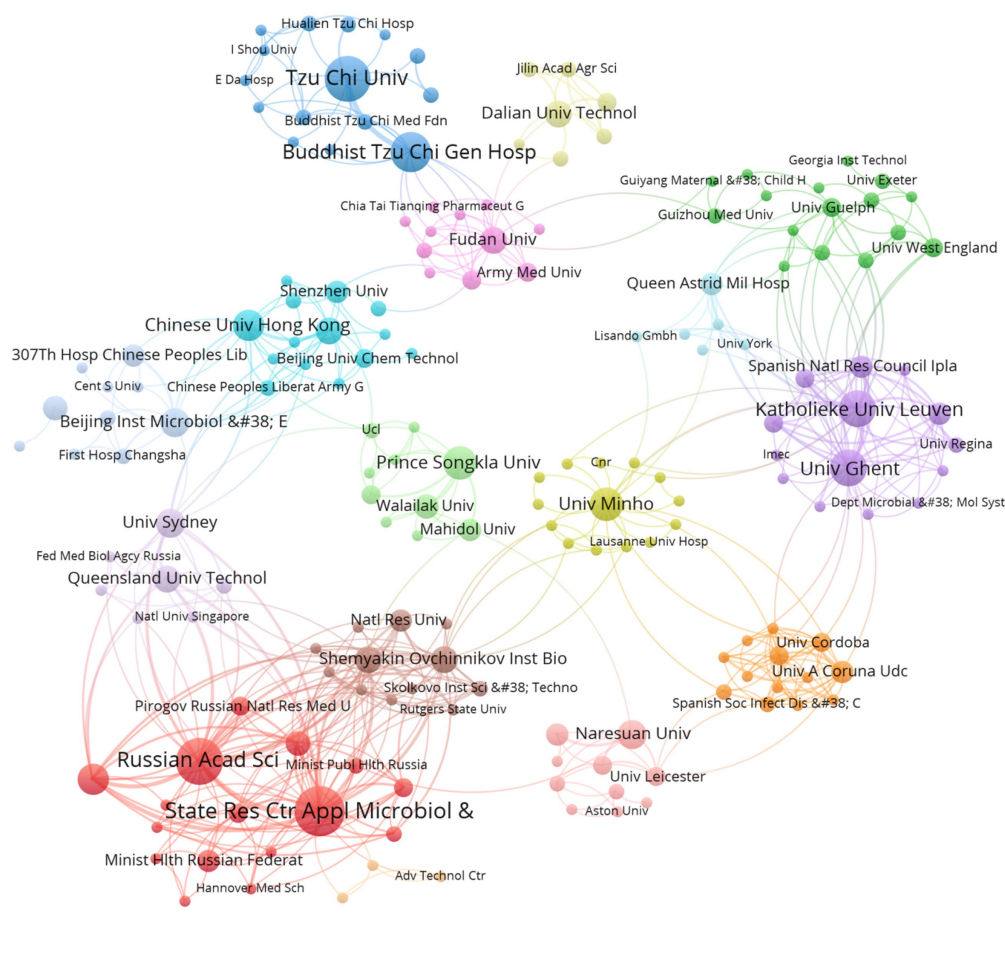 Hualien Tzu Chi Hosp
I Shou Univ
E Da Hosp
Tzu Chi Univ
Buddhist Tzu Chi Med Fdn
Buddhist Tzu Chi Gen Hosp
Jilin Acad Agr Sci
Dalian Univ Technol
Georgia Inst Technol
Guiyang Maternal &#38; Child H
Univ Exeter
Guizhou Med Univ
Univ Guelph
Univ West England
Chia Tai Tianqing Pharmaceut G
Fudan Univ
Army Med Univ
Queen Astrid Mil Hosp
Lisando Gmbh
Univ York
Shenzhen Univ
Chinese Univ Hong Kong
Beijing Univ Chem Technol
Chinese Peoples Liberat Army G
307Th Hosp Chinese Peoples Lib
Cent S Univ
Beijing Inst Microbiol &#38; E
First Hosp Changsha
Spanish Natl Res Council Ipla
Katholieke Univ Leuven
Univ Regina
Imec
Univ Ghent
Dept Microbial &#38; Mol Syst
Ucl
Prince Songkla Univ
Walailak Univ
Mahidol Univ
Cnr
Univ Minho
Lausanne Univ Hosp
Univ Sydney
Fed Med Biol Agcy Russia
Queensland Univ Technol
Natl Univ Singapore
Natl Res Univ
Shemyakin Ovchinnikov Inst Bio
Skolkovo Inst Sci &#38; Techno
Rutgers State Univ
Univ Cordoba
Univ A Coruna Udc
Spanish Soc Infect Dis &#38; C
Pirogov Russian Natl Res Med U
Russian Acad Sci
Minist Publ Hlth Russia
State Res Ctr Appl Microbiol &
Minist Hlth Russian Federat
Hannover Med Sch
Naresuan Univ
Univ Leicester
Aston Univ
Adv Technol Ctr